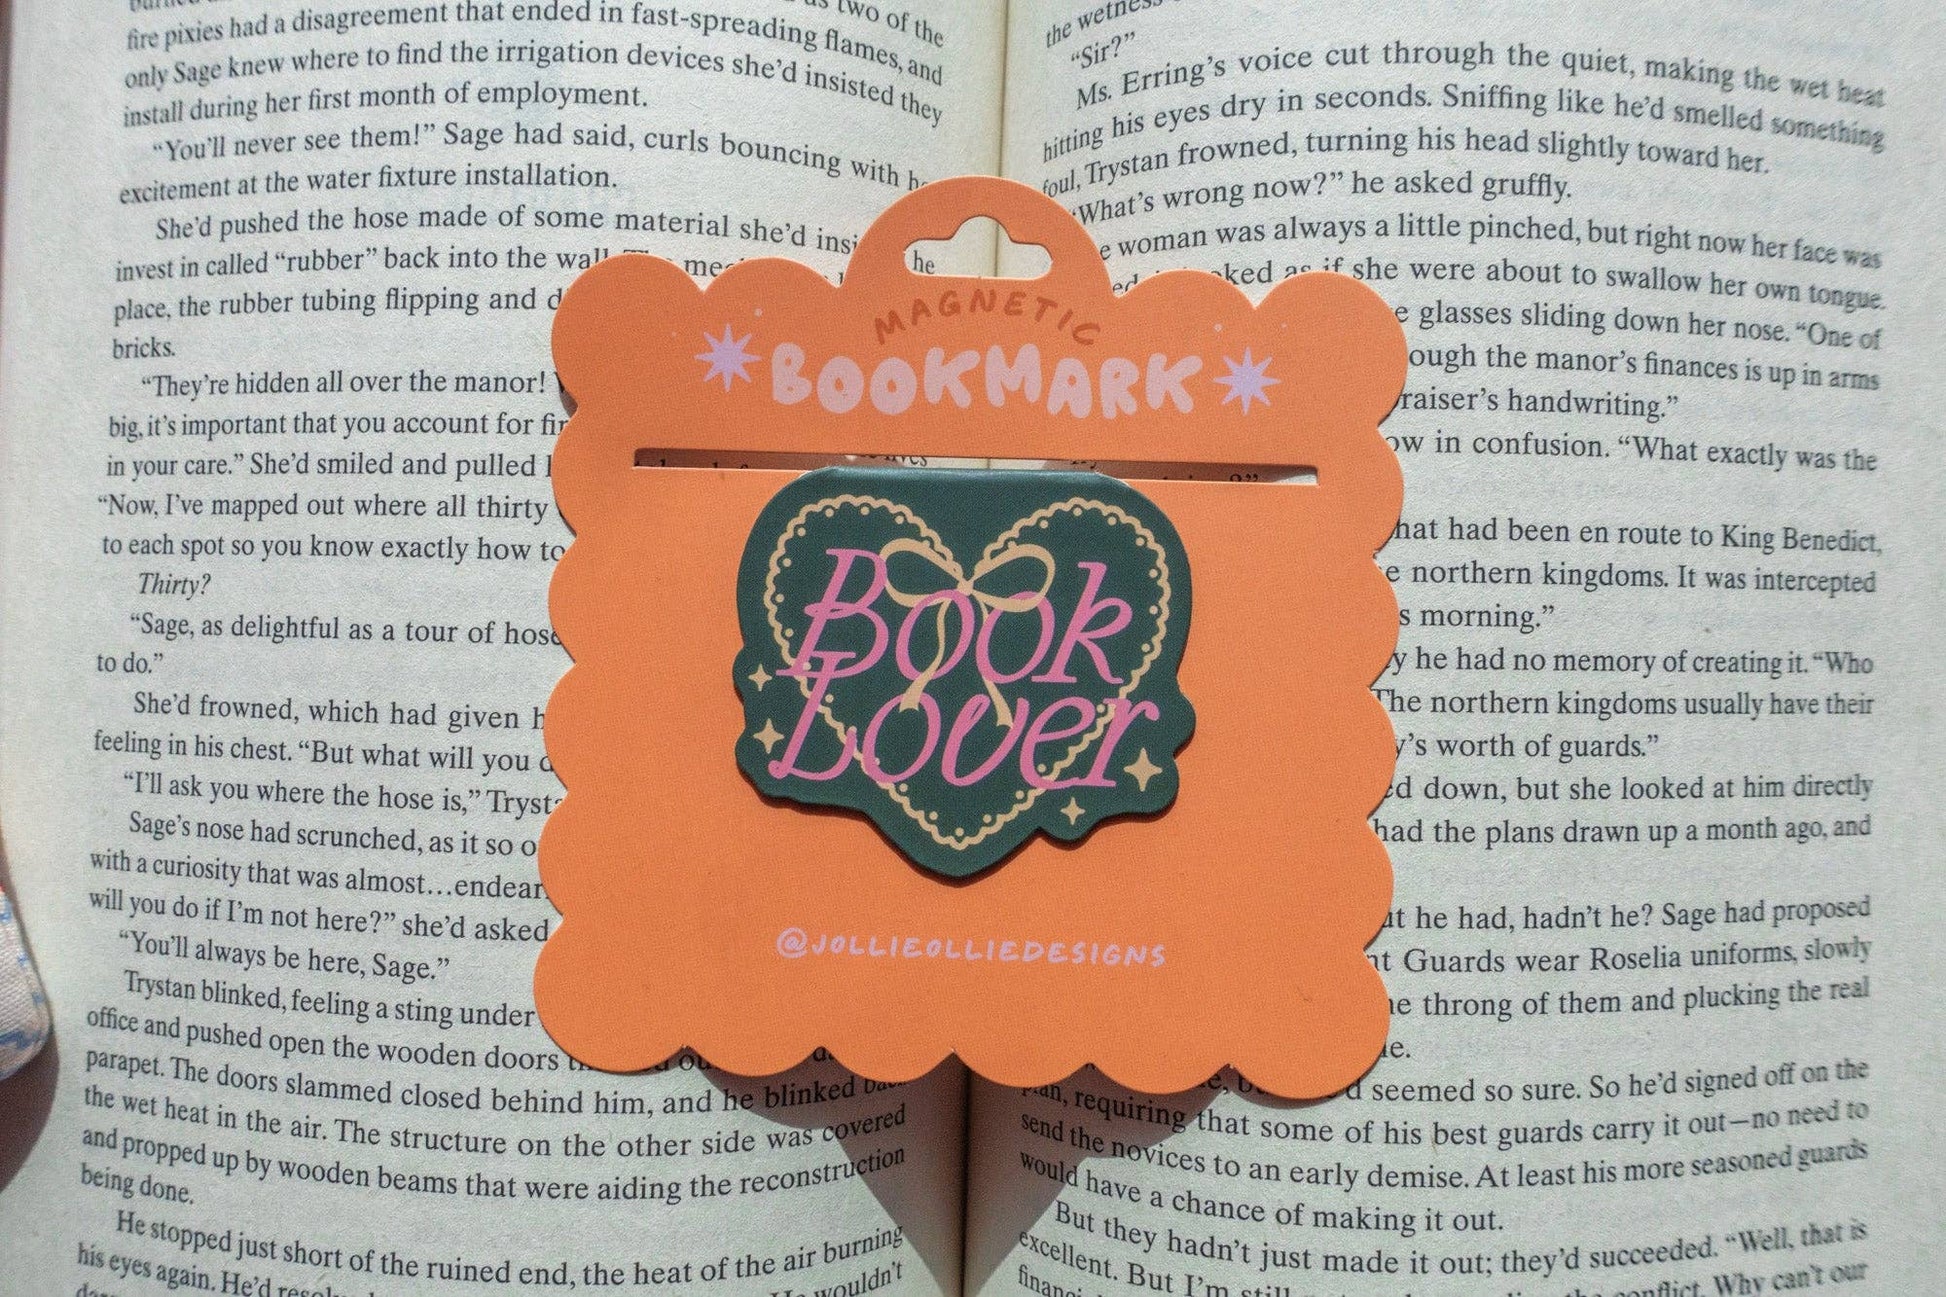 two of the
fire pixies had a disagreement that ended in fast-spreading flames, and
only Sage knew where to find the irrigation devices she'd insisted they
install during her first month of employment.
“You'll never see them!” Sage had said, curls bouncing with
excitement at the water fixture installation.
She'd pushed the hose made of some material she'd
invest in called “rubber” back into the
place, the rubber tubing flipping and
bricks.
“They're hidden all over the manor!
big, it's important that you account for
in your care.” She'd smiled and pulled
“Now, I've mapped out where all thirty
to each spot so you know exactly how to
Thirty?
“Sage, as delightful as a tour of
to do.”
She'd frowned, which had given
feeling in his chest. “But what will you
“I'll ask you where the hose is,”
Sage's nose had scrunched, as it so
with a curiosity that was almost…
will you do if I'm not here?” she'd asked
“You'll always be here, Sage.”
Trystan blinked, feeling a sting under
office and pushed open the wooden doors
parapet. The doors slammed closed behind him, and he blinked
the wet heat in the air. The structure on the other side was covered
and propped up by wooden beams that were aiding the reconstruction
being done.
He stopped just short of the ruined end, the heat of the air burning
his eyes again. He'd
wouldn't
he
MAGNETIC
BOOKMARK
Book
Lover
@JOLLIEOLLIEDESIGNS
the wetness
“Sir?”
Ms. Erring's voice cut through the quiet, making the wet heat
hitting his eyes dry in seconds. Sniffing like he'd smelled something
foul, Trystan frowned, turning his head slightly toward her.
“What's wrong now?” he asked gruffly.
woman was always a little pinched, but right now her face was
as if she were about to swallow her own tongue.
glasses sliding down her nose. “One of
the manor's finances is up in arms
handwriting.”
in confusion. “What exactly was the
had been en route to King Benedict,
northern kingdoms. It was intercepted
morning.”
he had no memory of creating it. “Who
The northern kingdoms usually have their
worth of guards.”
down, but she looked at him directly
had the plans drawn up a month ago, and
he had, hadn't he? Sage had proposed
Guards wear Roselia uniforms, slowly
throng of them and plucking the real
seemed so sure. So he'd signed off on the
plan, requiring that some of his best guards carry it out—no need to
send the novices to an early demise. At least his more seasoned guards
would have a chance of making it out.
But they hadn't just made it out; they'd succeeded. “Well, that is
excellent. But I'm still
conflict. Why can't our